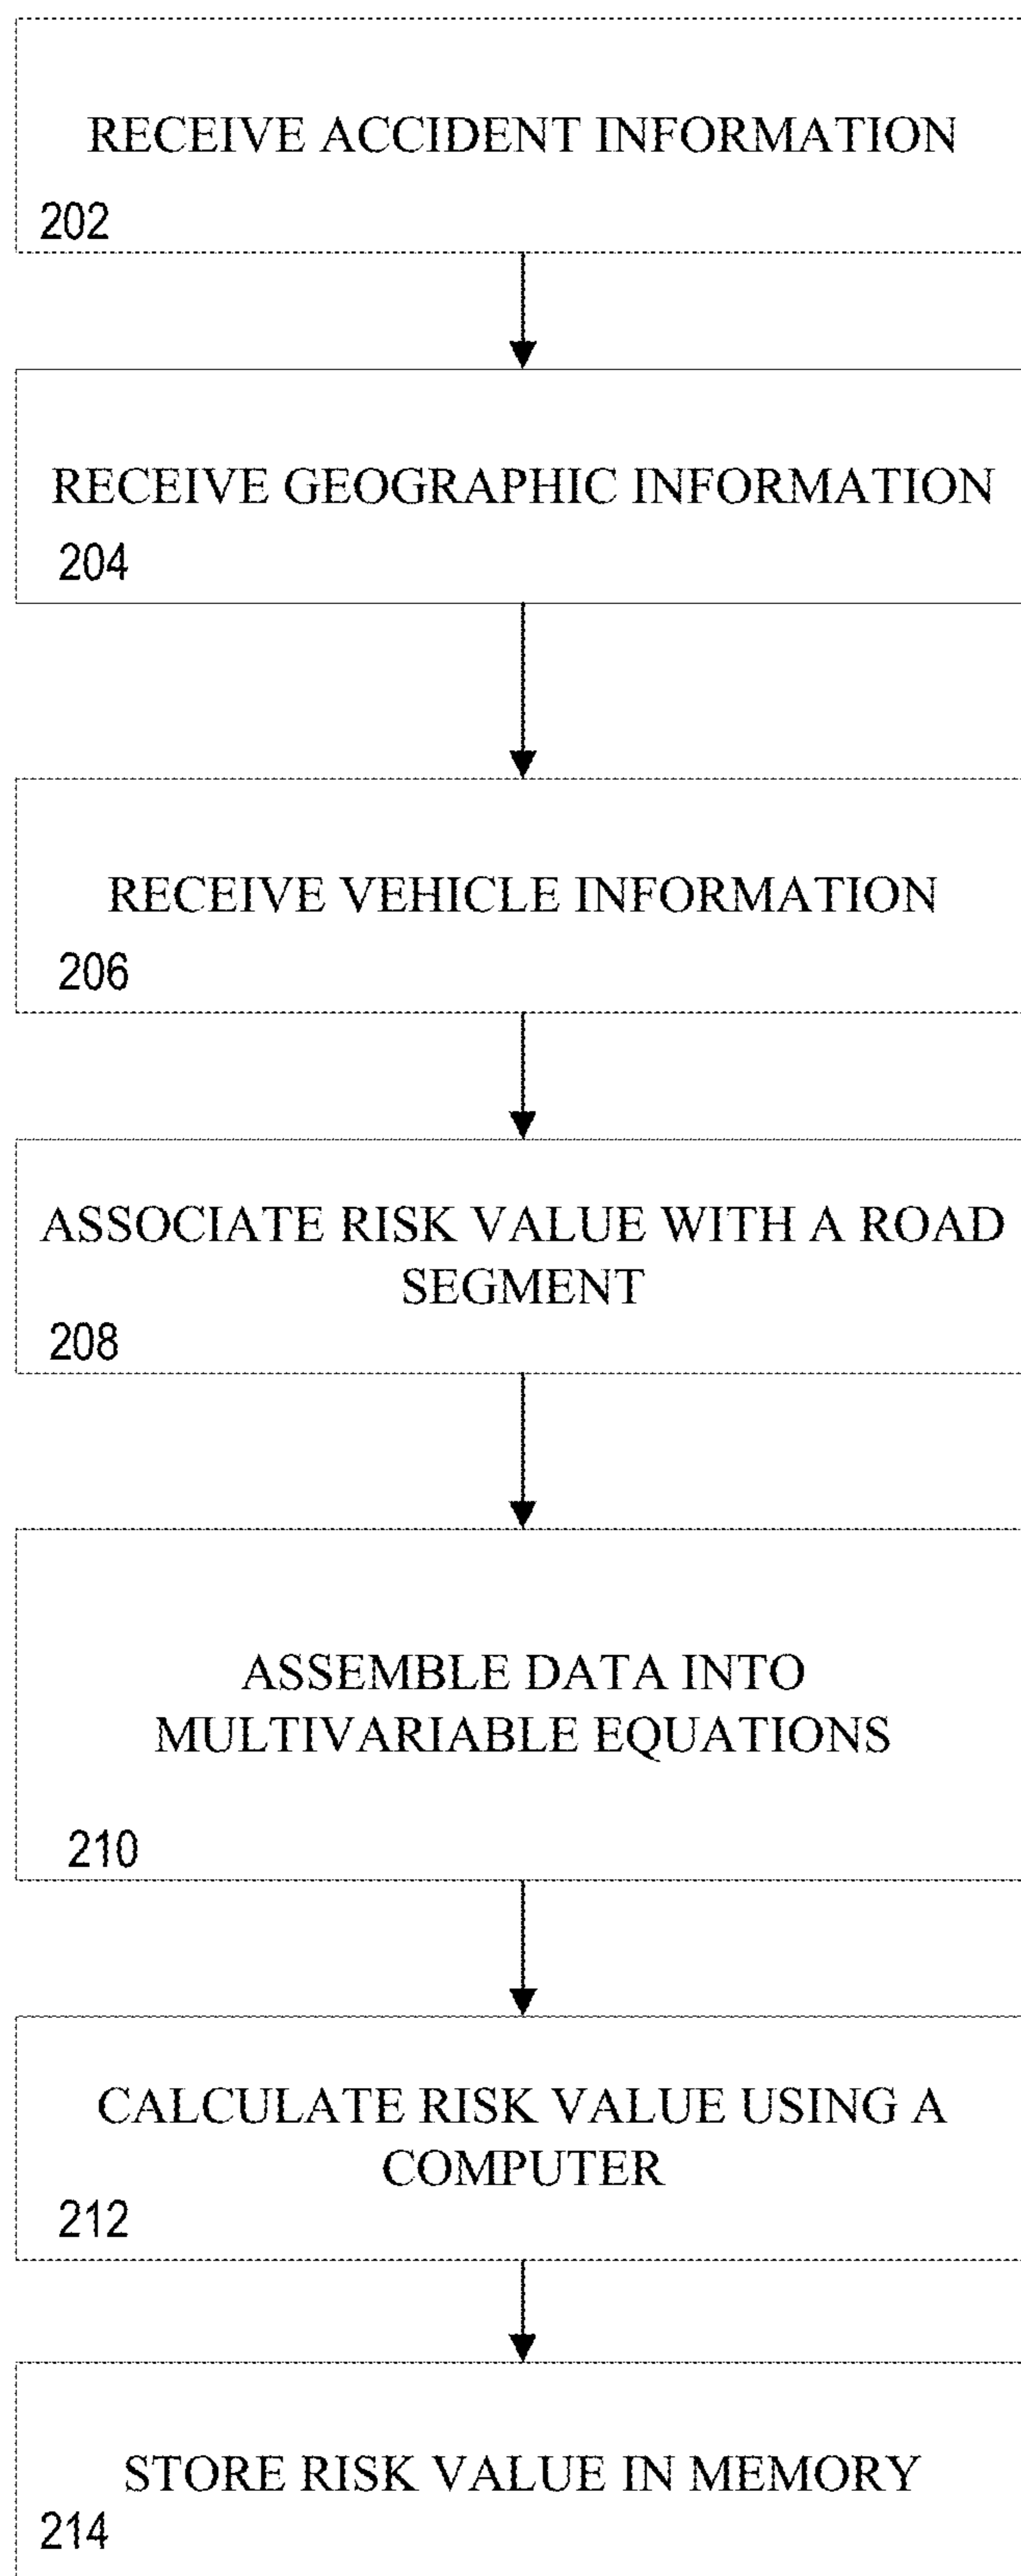 RECEIVE ACCIDENT INFORMATION
202
RECEIVE GEOGRAPHIC INFORMATION
204
RECEIVE VEHICLE INFORMATION
206
ASSOCIATE RISK VALUE WITH A ROAD
SEGMENT
208
ASSEMBLE DATA INTO
MULTIVARIABLE EQUATIONS
210
CALCULATE RISK VALUE USING A
COMPUTER
212
STORE RISK VALUE IN MEMORY
214